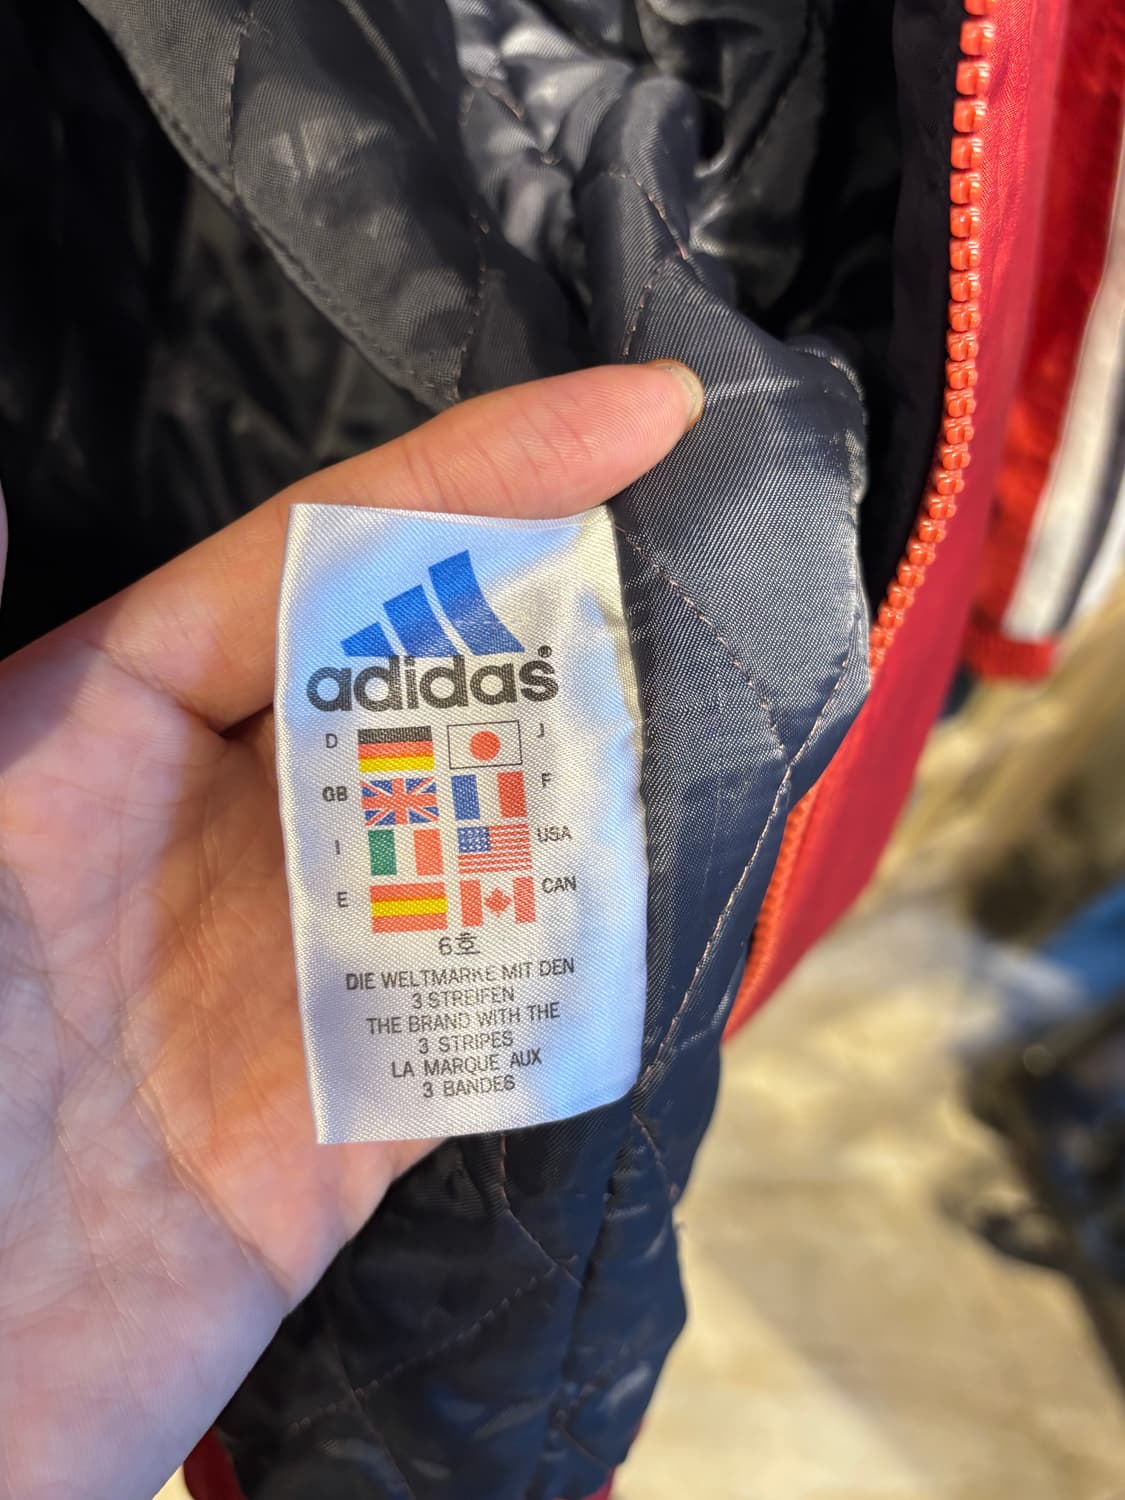 adidas
D J
GB F
I USA
E CAN
6호
DIE WELTMARKE MIT DEN
3 STREIFEN
THE BRAND WITH THE
3 STRIPES
LA MARQUE AUX
3 BANDES